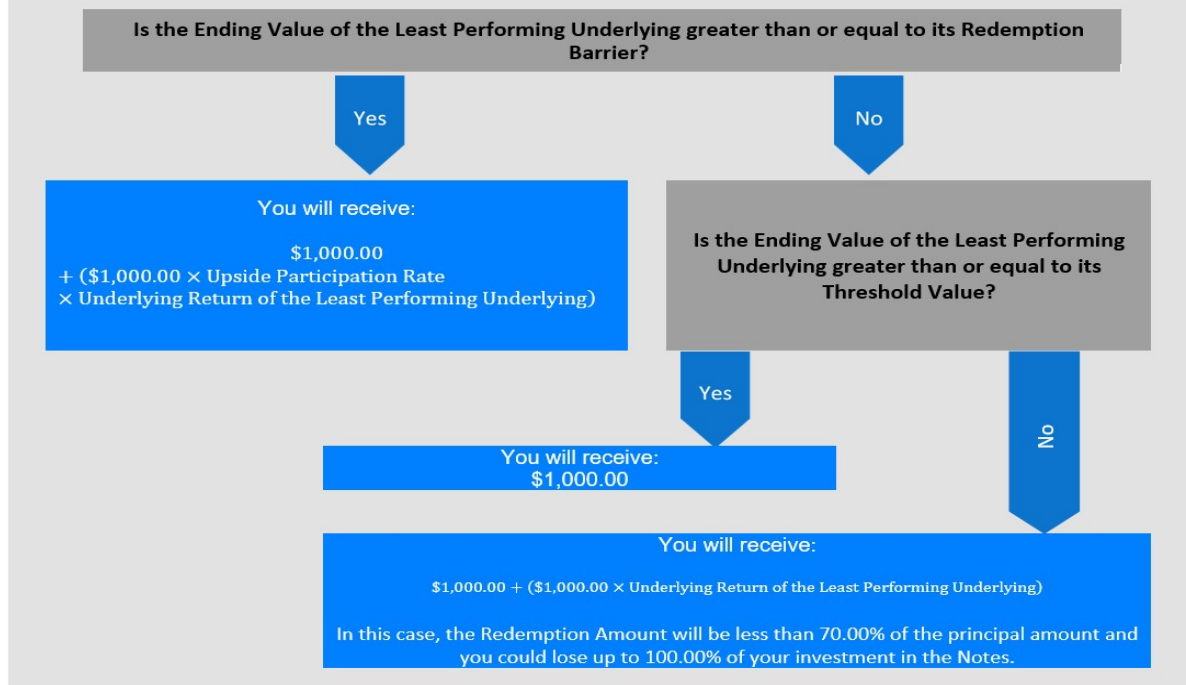 Is the Ending Value of the Least Performing Underlying greater than or equal to its Redemption
Barrier?
Yes
No
You will receive:
$1,000.00
+ ($1,000.00 × Upside Participation Rate
× Underlying Return of the Least Performing Underlying)
Is the Ending Value of the Least Performing
Underlying greater than or equal to its
Threshold Value?
Yes
No
You will receive:
$1,000.00
You will receive:
$1,000.00 + ($1,000.00 × Underlying Return of the Least Performing Underlying)
In this case, the Redemption Amount will be less than 70.00% of the principal amount and
you could lose up to 100.00% of your investment in the Notes.